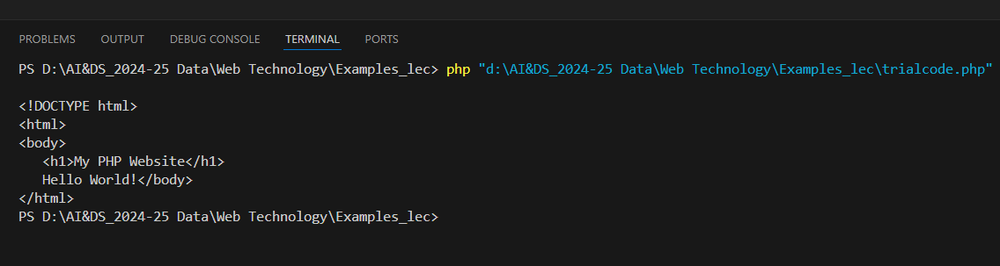 PROBLEMS OUTPUT DEBUG CONSOLE TERMINAL PORTS
PS D:\AI&DS_2024-25 Data\Web Technology\Examples_lec> php "d:\AI&DS_2024-25 Data\Web Technology\Examples_lec\trialcode.php"
<!DOCTYPE html>
<html>
<body>
   <h1>My PHP Website</h1>
   Hello World!</body>
</html>
PS D:\AI&DS_2024-25 Data\Web Technology\Examples_lec>